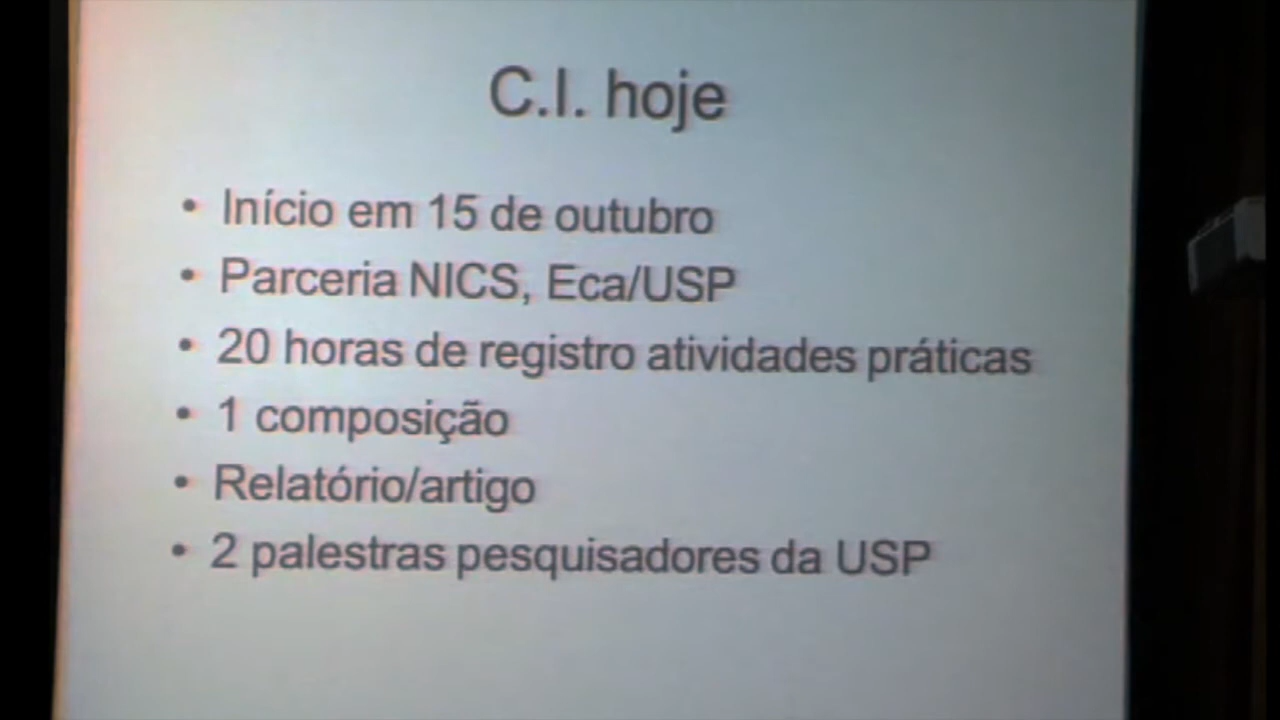 C.I. hoje
• Início em 15 de outubro
• Parceria NICS, Eca/USP
• 20 horas de registro atividades práticas
• 1 composição
• Relatório/artigo
• 2 palestras pesquisadores da USP